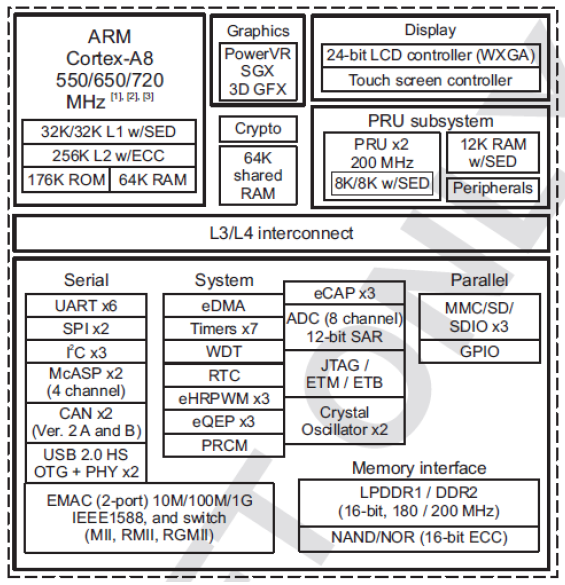 ARM
Cortex-A8
550/650/720
MHz [1], [2], [3]
32K/32K L1 w/SED
256K L2 w/ECC
176K ROM
64K RAM
Graphics
PowerVR
SGX
3D GFX
Crypto
64K
shared
RAM
Display
24-bit LCD controller (WXGA)
Touch screen controller
PRU subsystem
PRU x2
200 MHz
8K/8K w/SED
12K RAM
w/SED
Peripherals
L3/L4 interconnect
Serial
UART x6
SPI x2
I²C x3
McASP x2
(4 channel)
CAN x2
(Ver. 2 A and B)
USB 2.0 HS
OTG + PHY x2
EMAC (2-port) 10M/100M/1G
IEEE1588, and switch
(MII, RMII, RGMII)
System
eDMA
Timers x7
WDT
RTC
eHRPWM x3
eQEP x3
PRCM
eCAP x3
ADC (8 channel)
12-bit SAR
JTAG /
ETM / ETB
Crystal
Oscillator x2
Parallel
MMC/SD/
SDIO x3
GPIO
Memory interface
LPDDR1 / DDR2
(16-bit, 180 / 200 MHz)
NAND/NOR (16-bit ECC)